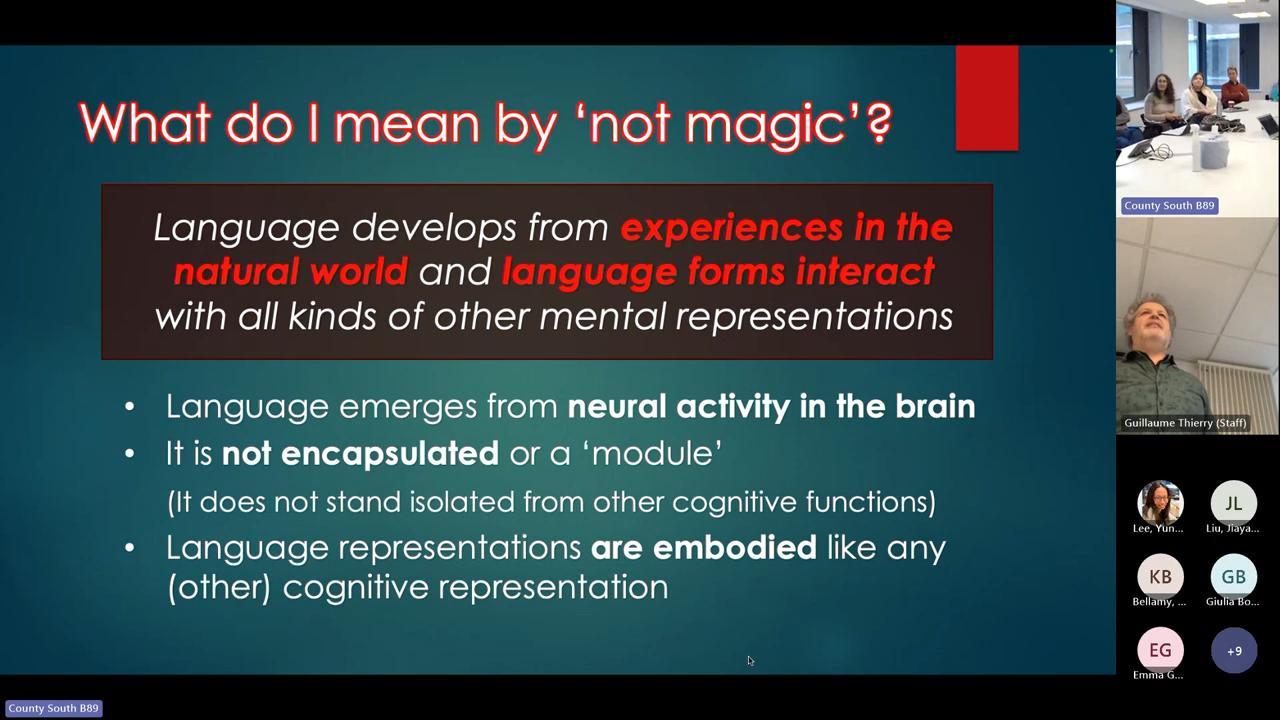 What do I mean by ‘not magic’?
Language develops from experiences in the
natural world and language forms interact
with all kinds of other mental representations
• Language emerges from neural activity in the brain
• It is not encapsulated or a ‘module’
(It does not stand isolated from other cognitive functions)
• Language representations are embodied like any
(other) cognitive representation
County South B89
County South B89
Guillaume Thierry (Staff)
Lee, Yun...
JL
Liu, Jiaya...
KB
Bellamy, ...
GB
Giulia Bo...
EG
Emma G...
+9